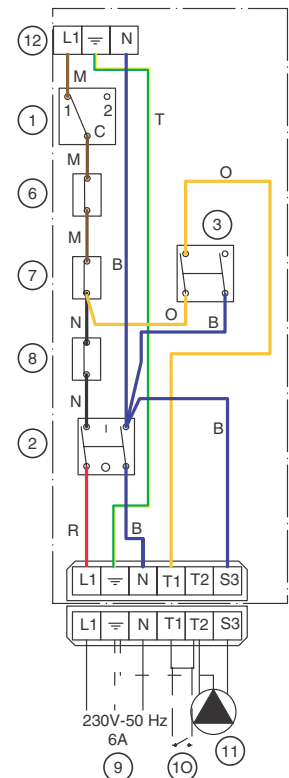 12 L1 N
M T
1 1 2
C
M
6 O
3
M
7 B
O
N B
8
N
I B
2
R B
L1 N T1 T2 S3
L1 N T1 T2 S3
230V-50 Hz
6A
9 10 11